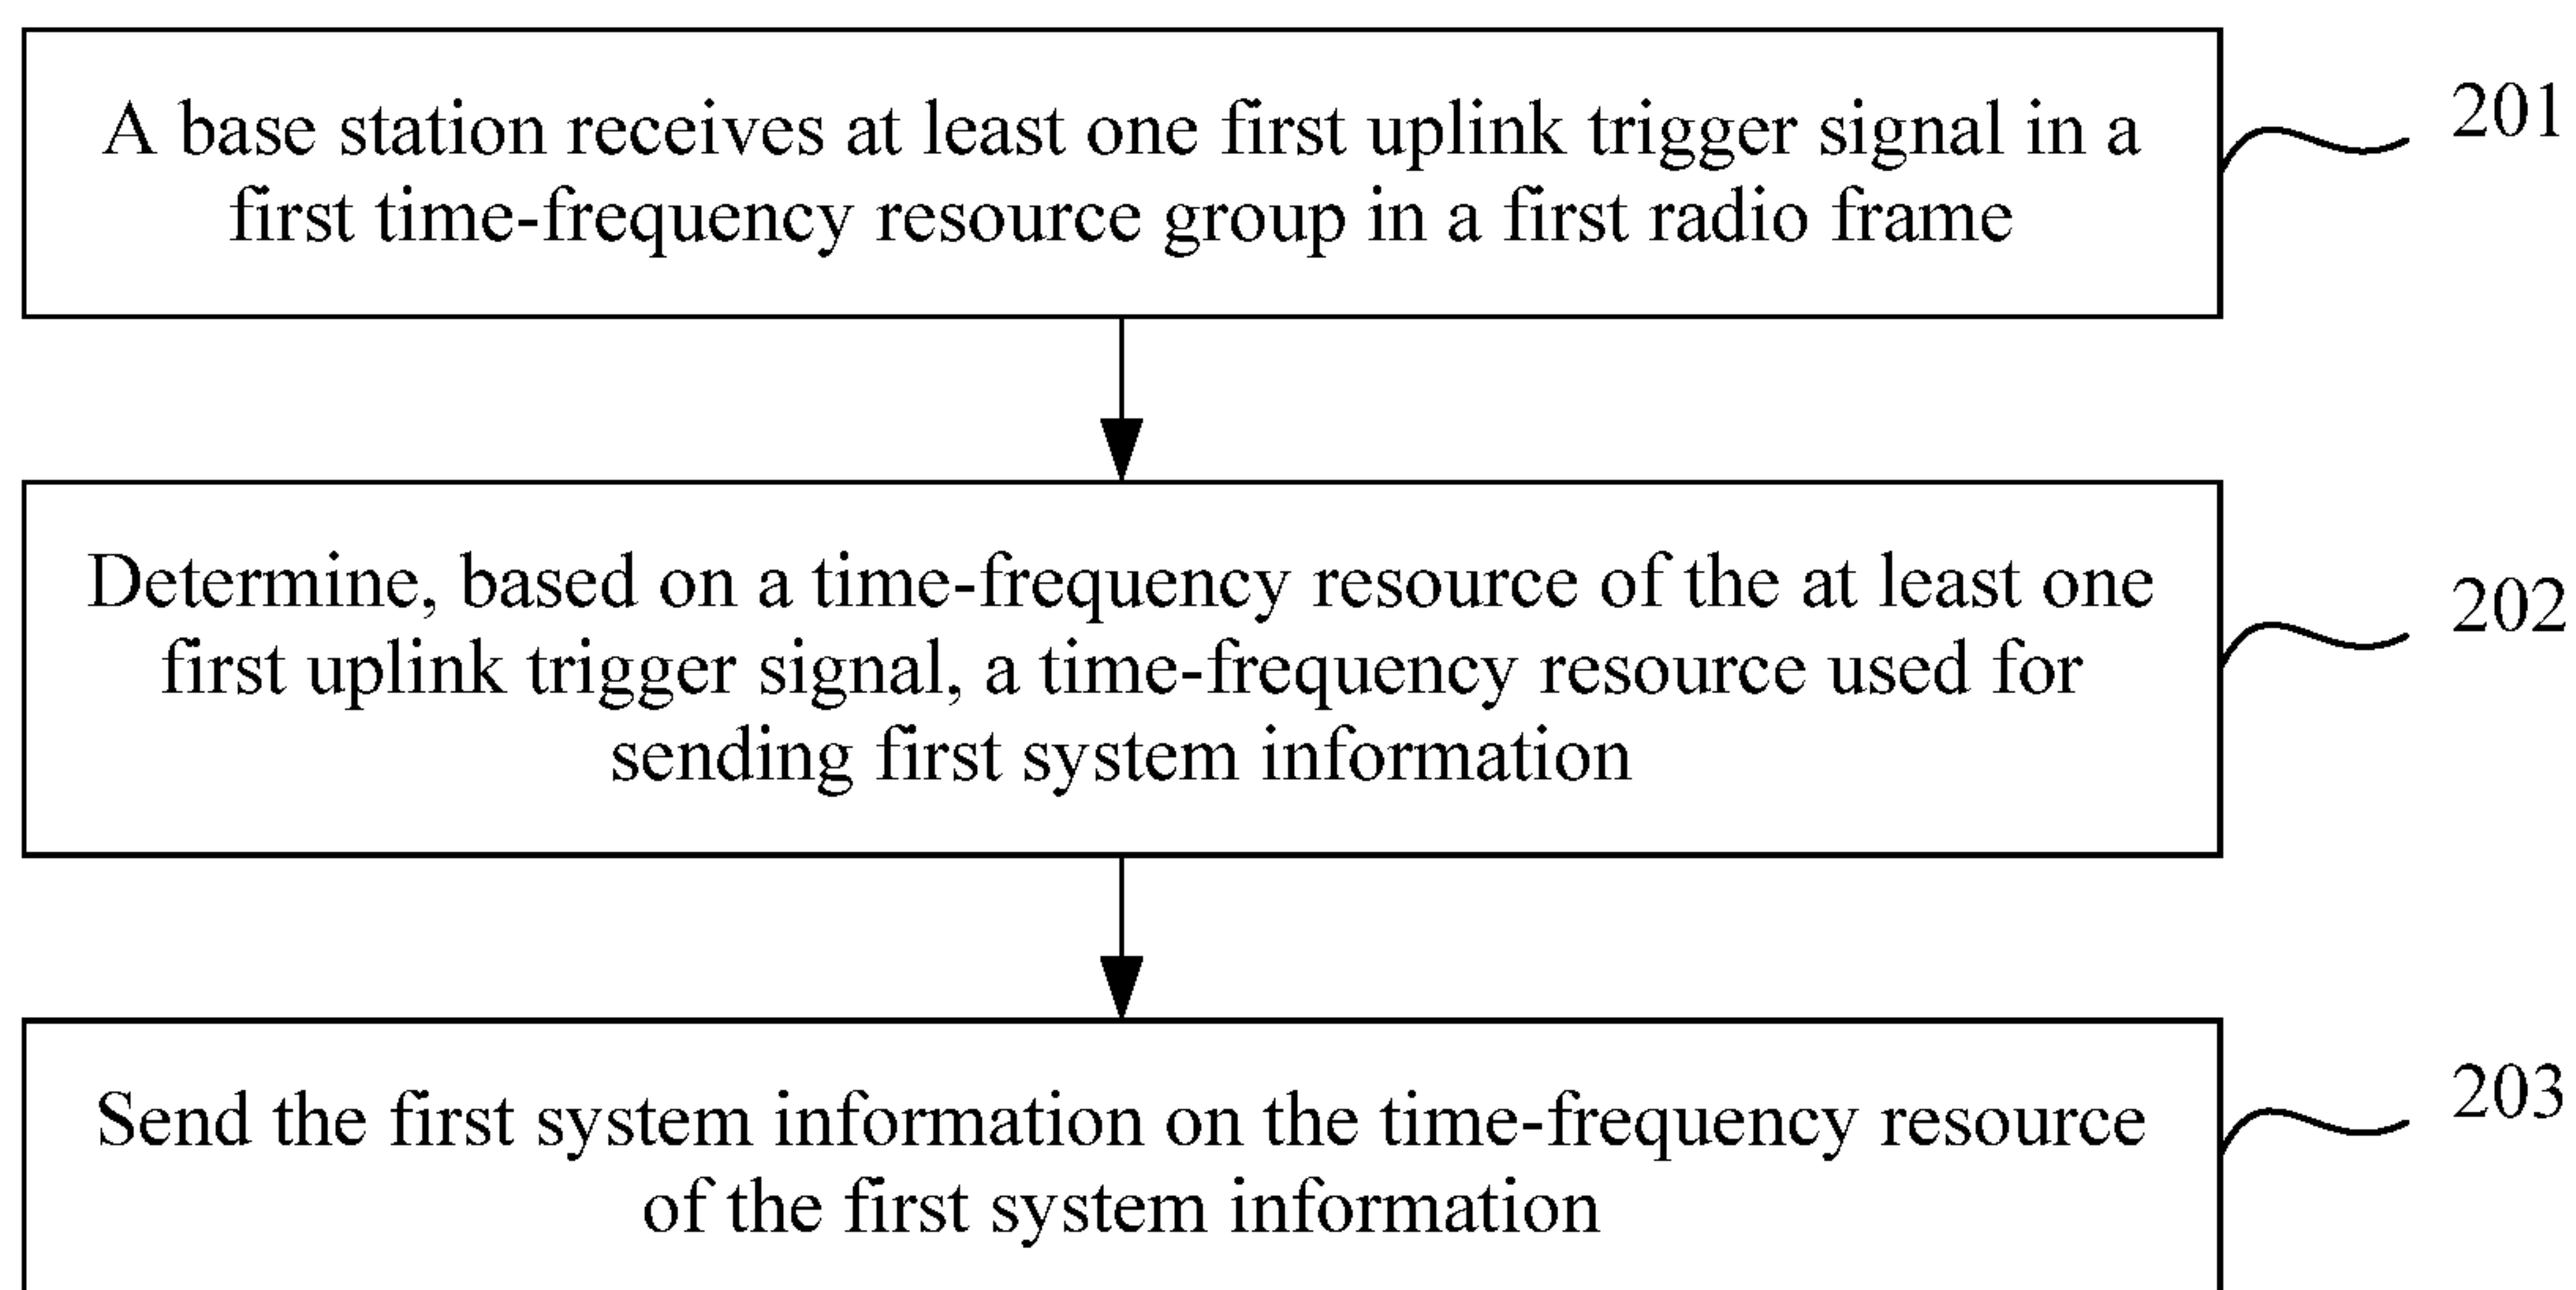 A base station receives at least one first uplink trigger signal in a
first time-frequency resource group in a first radio frame
201
Determine, based on a time-frequency resource of the at least one
first uplink trigger signal, a time-frequency resource used for
sending first system information
202
Send the first system information on the time-frequency resource
of the first system information
203